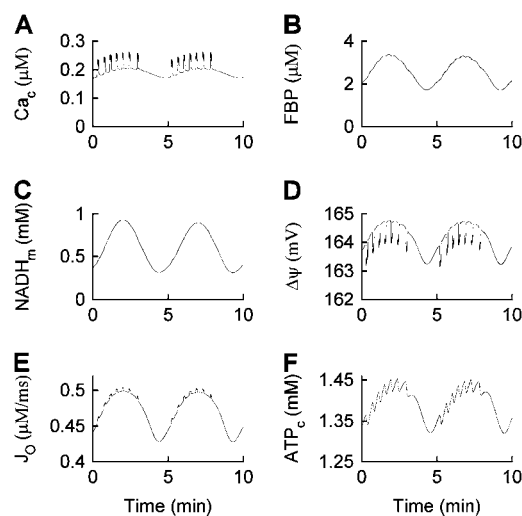 A B
Ca_c (μM) 0.3 0.2 0.1 0 0 5 10
FBP (μM) 4 2 0 0 5 10
C D
NADH_m (mM) 1 0.5 0 0 5 10
Δψ (mV) 165 164 163 162 0 5 10
E F
J_O (μM/ms) 0.5 0.45 0.4 0 5 10
ATP_c (mM) 1.45 1.35 1.25 0 5 10
Time (min) Time (min)